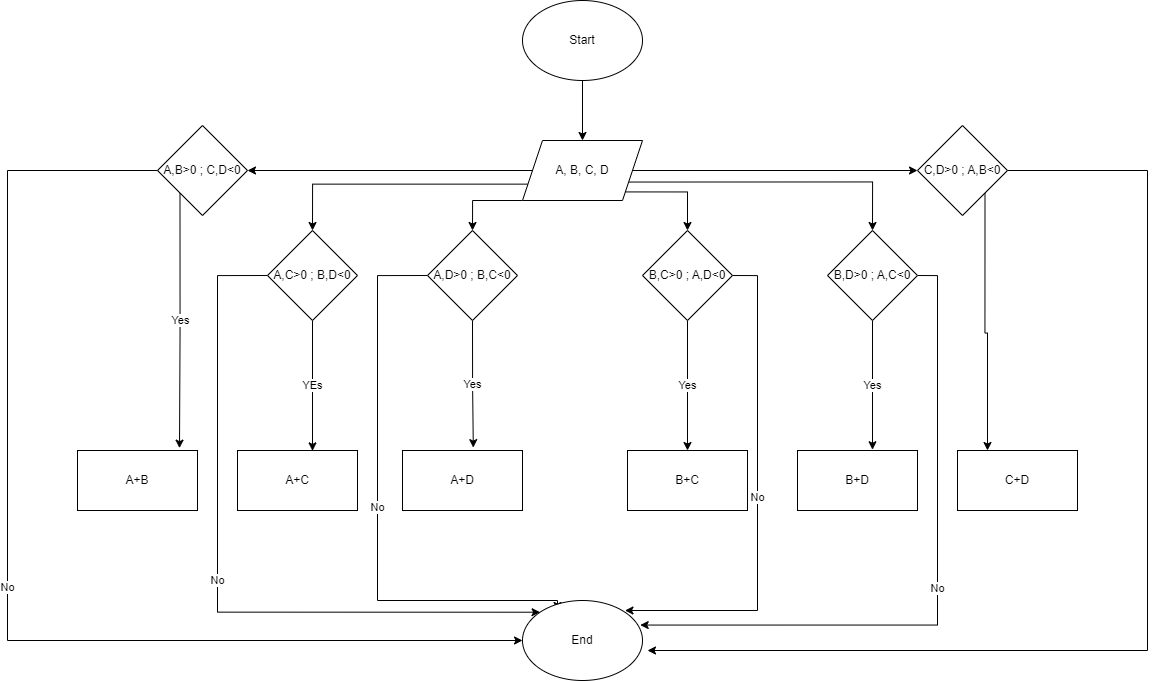 Start
A, B, C, D
A,B>0 ; C,D<0
C,D>0 ; A,B<0
A,C>0 ; B,D<0
A,D>0 ; B,C<0
B,C>0 ; A,D<0
B,D>0 ; A,C<0
Yes
YEs
Yes
Yes
Yes
A+B
A+C
A+D
B+C
B+D
C+D
No
No
No
No
No
End